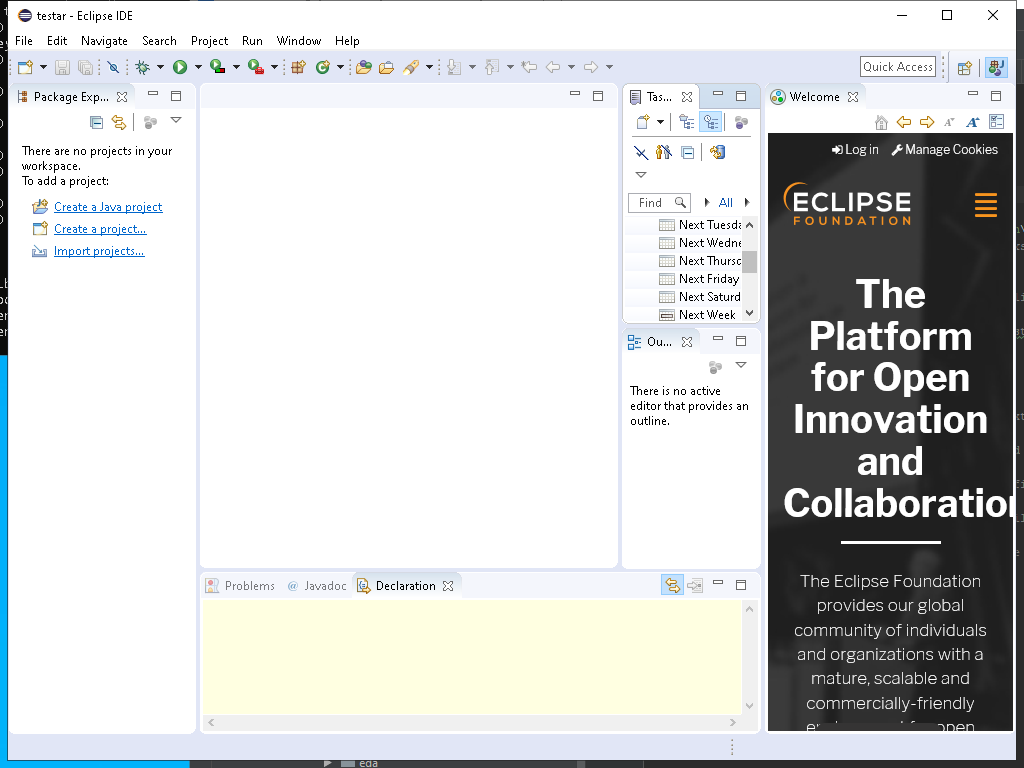 testar - Eclipse IDE
File Edit Navigate Search Project Run Window Help
Quick Access
Package Exp...
There are no projects in your
workspace.
To add a project:
Create a Java project
Create a project...
Import projects...
Tas...
Find
All
Next Tuesda
Next Wedne
Next Thursd
Next Friday
Next Saturd
Next Week
Ou...
There is no active
editor that provides an
outline.
Problems @ Javadoc Declaration
Welcome
Log in Manage Cookies
ECLIPSE
FOUNDATION
The
Platform
for Open
Innovation
and
Collaboration
The Eclipse Foundation
provides our global
community of individuals
and organizations with a
mature, scalable and
commercially-friendly
eda